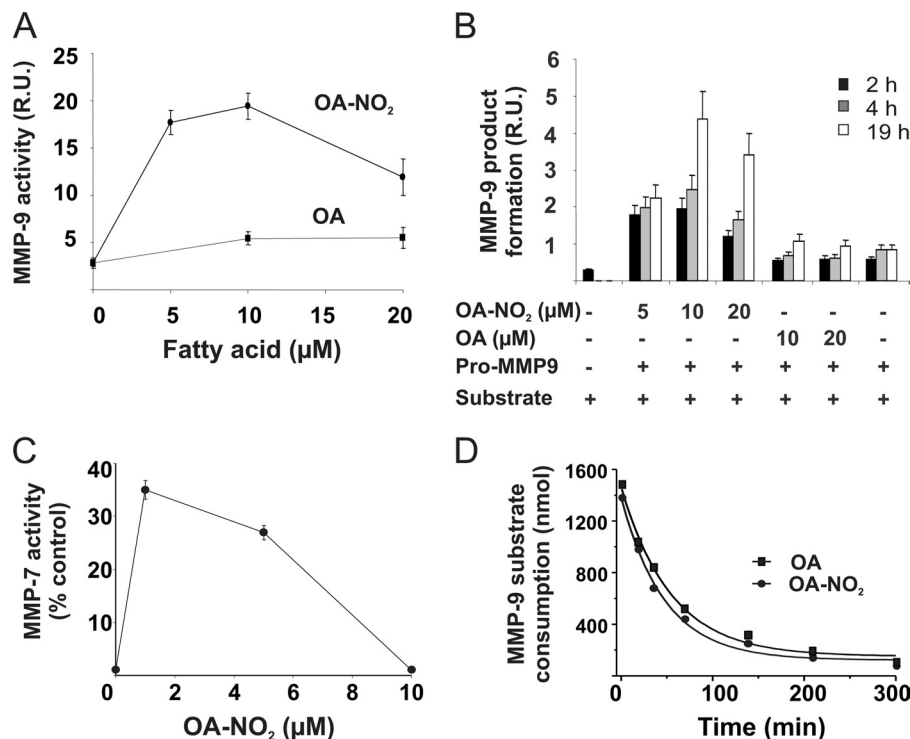 A
MMP-9 activity (R.U.)
25
20
15
10
5
0 5 10 15 20
Fatty acid (µM)
OA-NO₂
OA
B
MMP-9 product
formation (R.U.)
6
5
4
3
2
1
2 h
4 h
19 h
OA-NO₂ (µM) - 5 10 20 - - -
OA (µM) - - - - 10 20 -
Pro-MMP9 - + + + + + +
Substrate + + + + + + +
C
MMP-7 activity
(% control)
40
30
20
10
0 2 4 6 8 10
OA-NO₂ (µM)
D
MMP-9 substrate
consumption (nmol)
1600
1200
800
400
0 100 200 300
Time (min)
OA
OA-NO₂